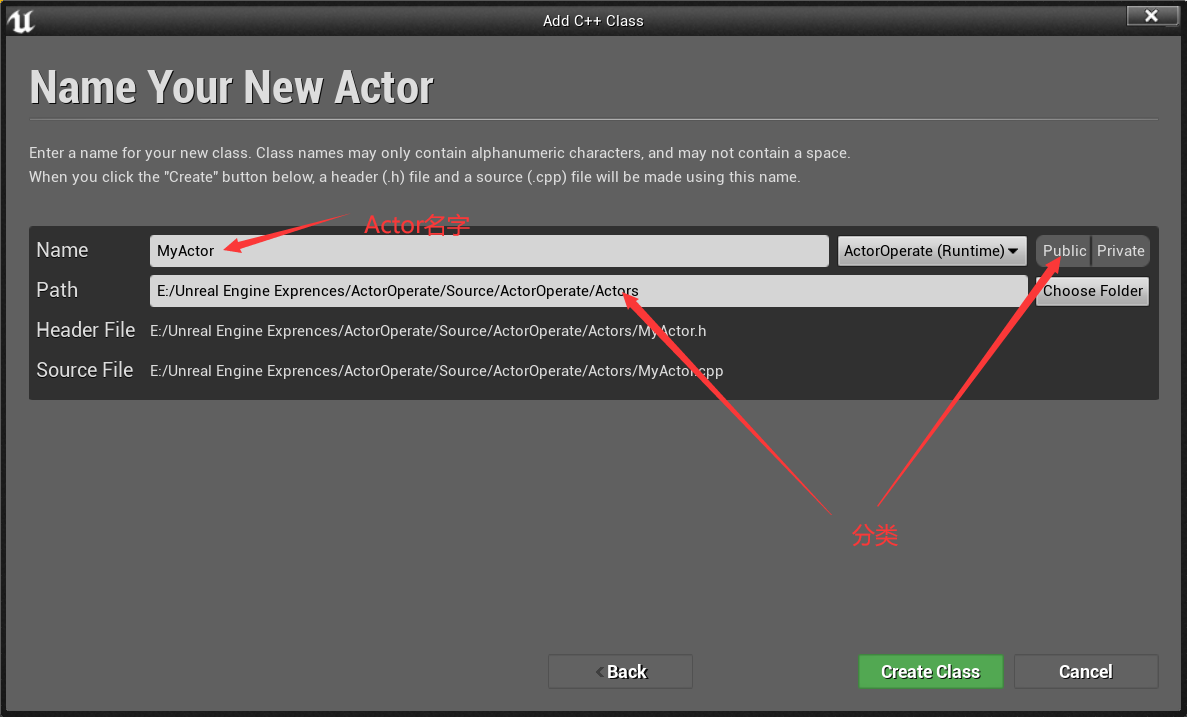 Add C++ Class
Name Your New Actor
Enter a name for your new class. Class names may only contain alphanumeric characters, and may not contain a space.
When you click the "Create" button below, a header (.h) file and a source (.cpp) file will be made using this name.
Actor名字
Name MyActor ActorOperate (Runtime) Public Private
Path E:/Unreal Engine Exprences/ActorOperate/Source/ActorOperate/Actors Choose Folder
Header File E:/Unreal Engine Exprences/ActorOperate/Source/ActorOperate/Actors/MyActor.h
Source File E:/Unreal Engine Exprences/ActorOperate/Source/ActorOperate/Actors/MyActor.cpp
分类
Back Create Class Cancel